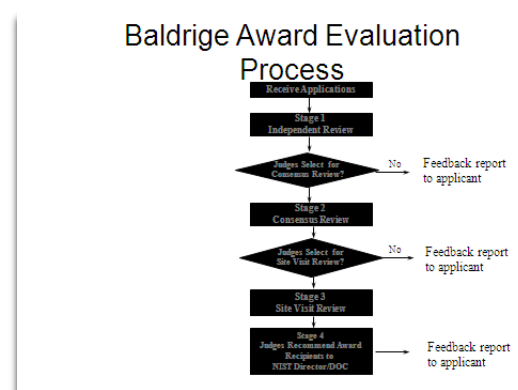 Baldrige Award Evaluation
Process
Receive Applications
Stage 1
Independent Review
Judges Select for
Consensus Review?
No
Feedback report
to applicant
Stage 2
Consensus Review
Judges Select for
Site Visit Review?
No
Feedback report
to applicant
Stage 3
Site Visit Review
Stage 4
Judges Recommend Award
Recipients to
NIST Director/DOC
Feedback report
to applicant